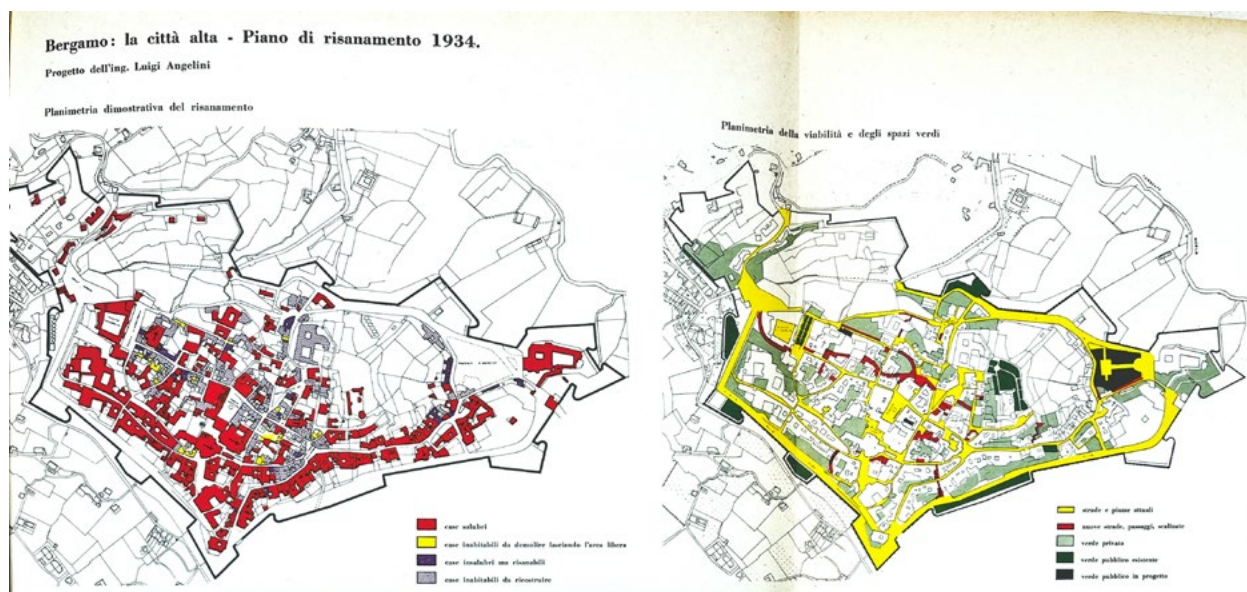 Bergamo: la città alta - Piano di risanamento 1934.
Progetto dell'ing. Luigi Angelini
Planimetria dimostrativa del risanamento
case salubri
case inabitabili da demolire lasciando l'area libera
case insalubri ma risanabili
case inabitabili da ricostruire
Planimetria della viabilità e degli spazi verdi
strade e piazze attuali
nuove strade, passaggi, scalinate
verde privato
verde pubblico esistente
verde pubblico in progetto